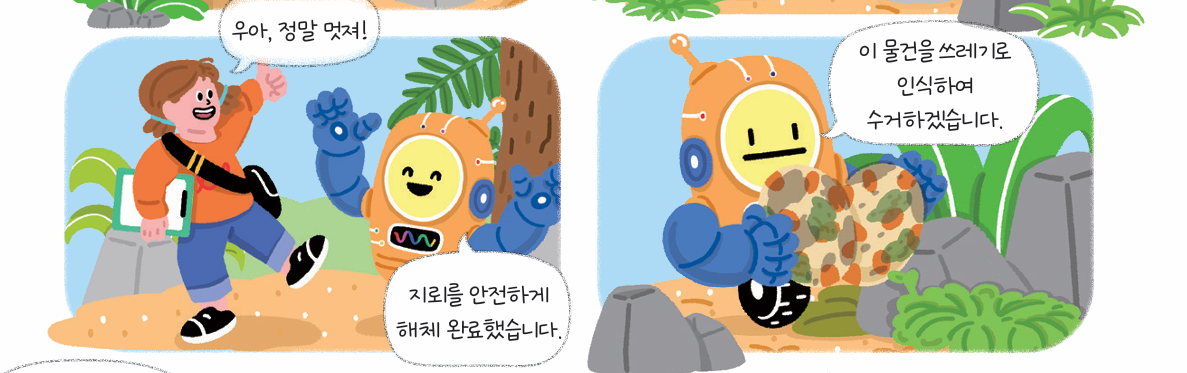 우아, 정말 멋져!
지뢰를 안전하게
해체 완료했습니다.
이 물건을 쓰레기로
인식하여
수거하겠습니다.